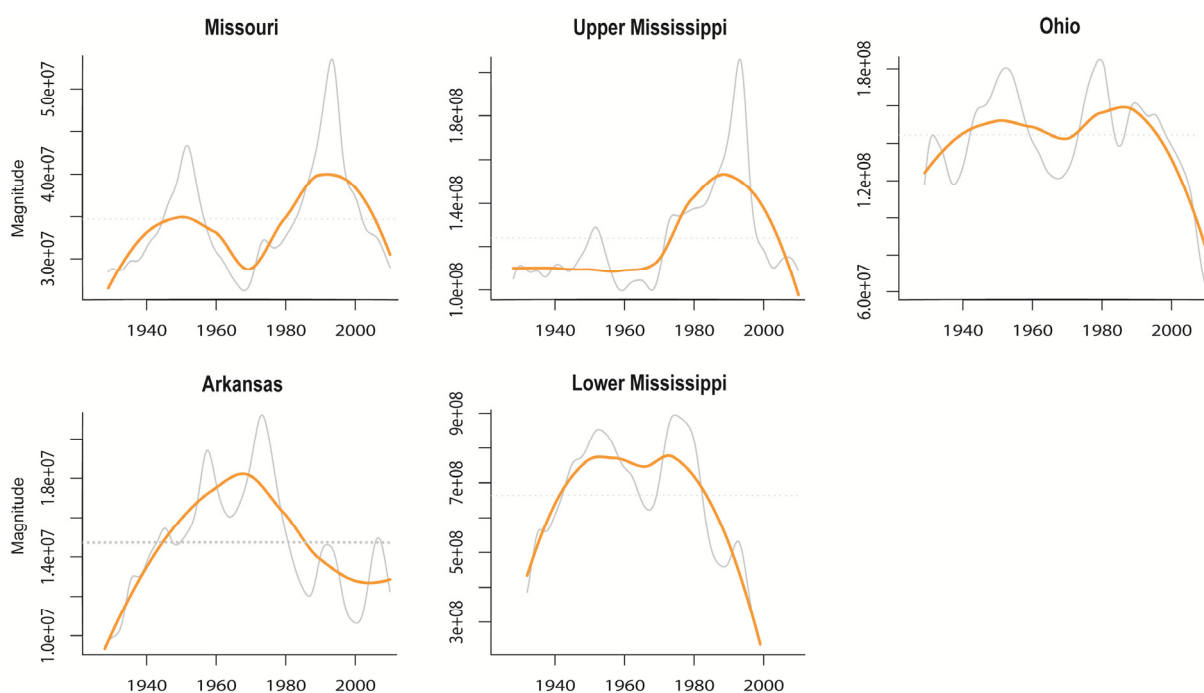 Missouri
Upper Mississippi
Ohio
Magnitude
5.0e+07
4.0e+07
3.0e+07
1940 1960 1980 2000
1.8e+08
1.4e+08
1.0e+08
1940 1960 1980 2000
1.8e+08
1.2e+08
6.0e+07
1940 1960 1980 2000
Arkansas
Lower Mississippi
Magnitude
1.8e+07
1.4e+07
1.0e+07
1940 1960 1980 2000
9e+08
7e+08
5e+08
3e+08
1940 1960 1980 2000